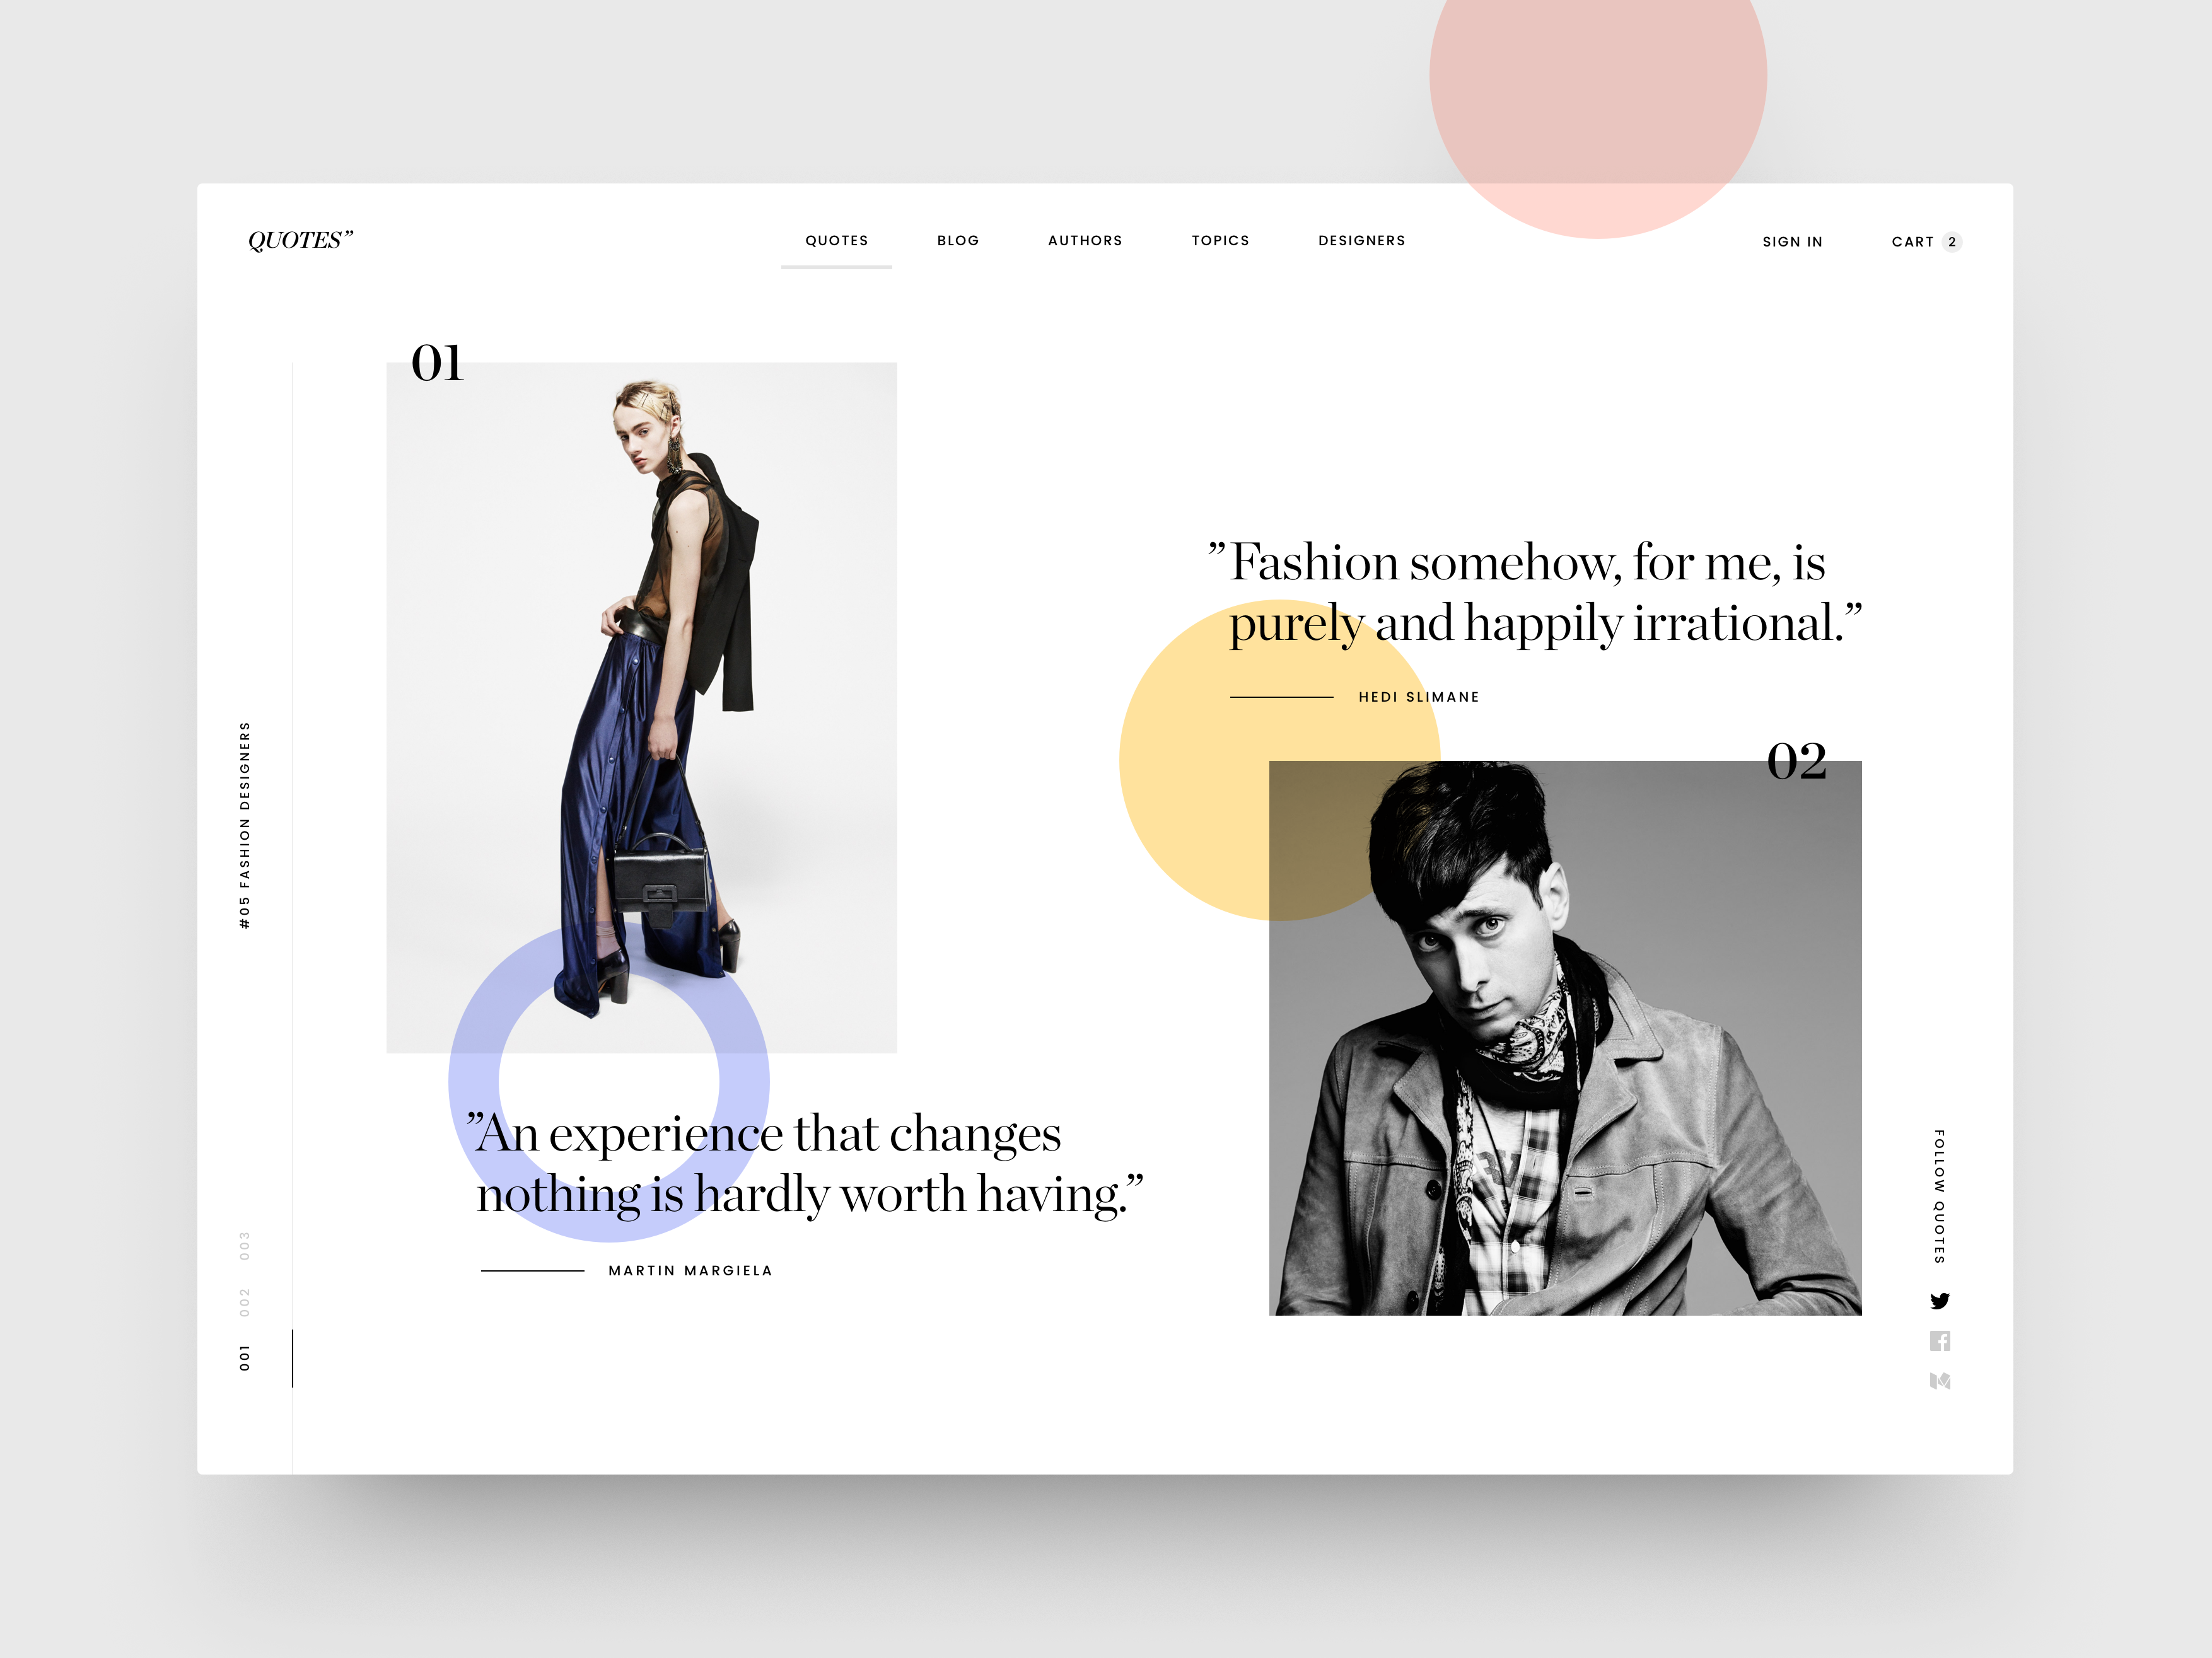 QUOTES”
QUOTES
BLOG
AUTHORS
TOPICS
DESIGNERS
SIGN IN
CART 2
01
”Fashion somehow, for me, is
purely and happily irrational.”
HEDI SLIMANE
02
#05 FASHION DESIGNERS
”An experience that changes
nothing is hardly worth having.”
MARTIN MARGIELA
003
002
001
FOLLOW QUOTES